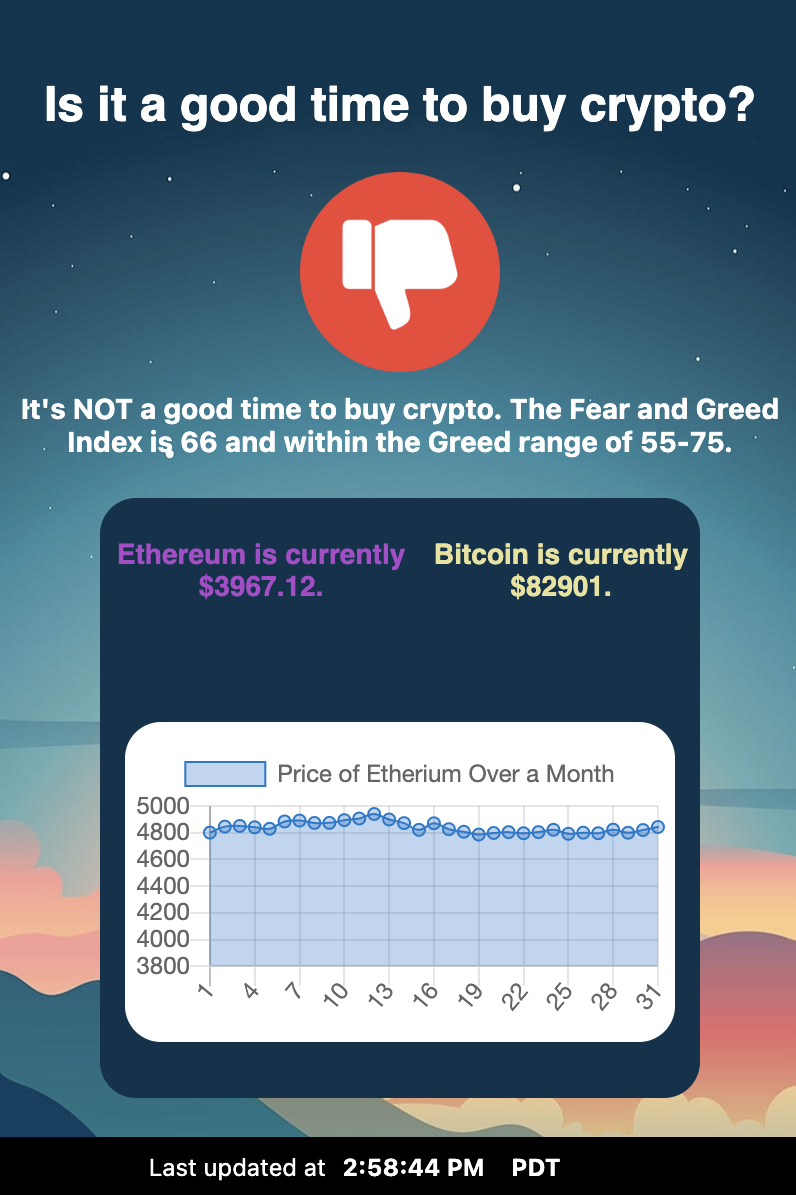 Is it a good time to buy crypto?
It's NOT a good time to buy crypto. The Fear and Greed
Index is 66 and within the Greed range of 55-75.
Ethereum is currently
$3967.12.
Bitcoin is currently
$82901.
Price of Etherium Over a Month
5000
4800
4600
4400
4200
4000
3800
1 4 7 10 13 16 19 22 25 28 31
Last updated at 2:58:44 PM PDT